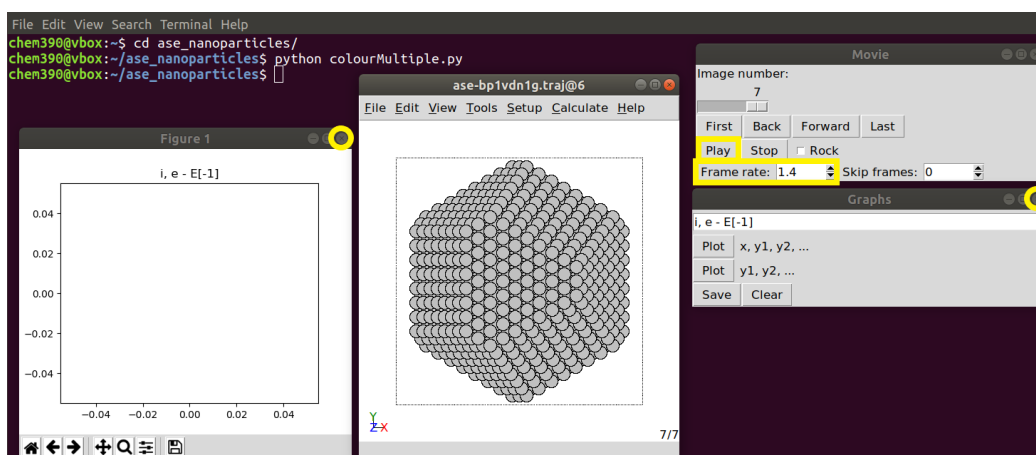 File Edit View Search Terminal Help
chem390@vbox:~$ cd ase_nanoparticles/
chem390@vbox:~/ase_nanoparticles$ python colourMultiple.py
chem390@vbox:~/ase_nanoparticles$
Figure 1
i, e - E[-1]
0.04
0.02
0.00
−0.02
−0.04
−0.04 −0.02 0.00 0.02 0.04
ase-bp1vdn1g.traj@6
File Edit View Tools Setup Calculate Help
Y
Z X
7/7
Movie
Image number:
7
First Back Forward Last
Play Stop Rock
Frame rate: 1.4 Skip frames: 0
Graphs
i, e - E[-1]
Plot x, y1, y2, ...
Plot y1, y2, ...
Save Clear